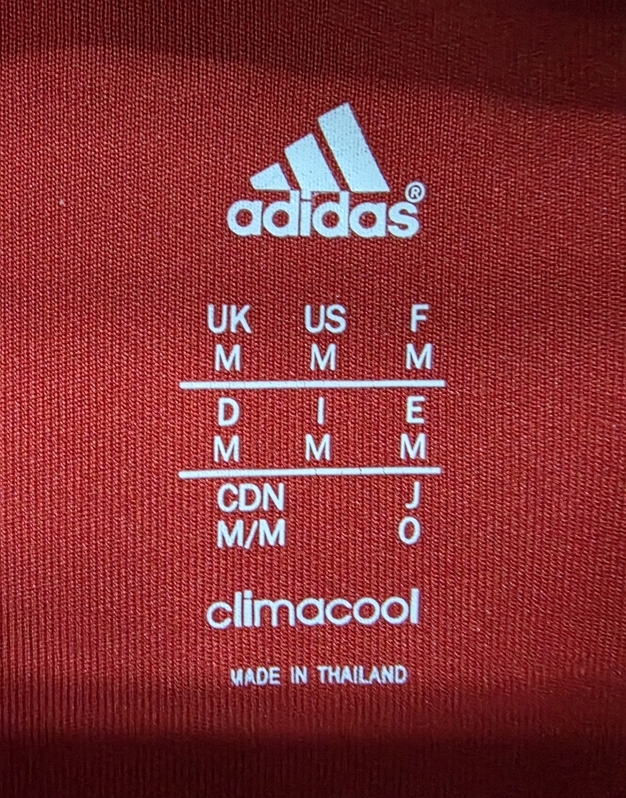 adidas®
UK US F
M M M
D I E
M M M
CDN J
M/M O
climacool
MADE IN THAILAND